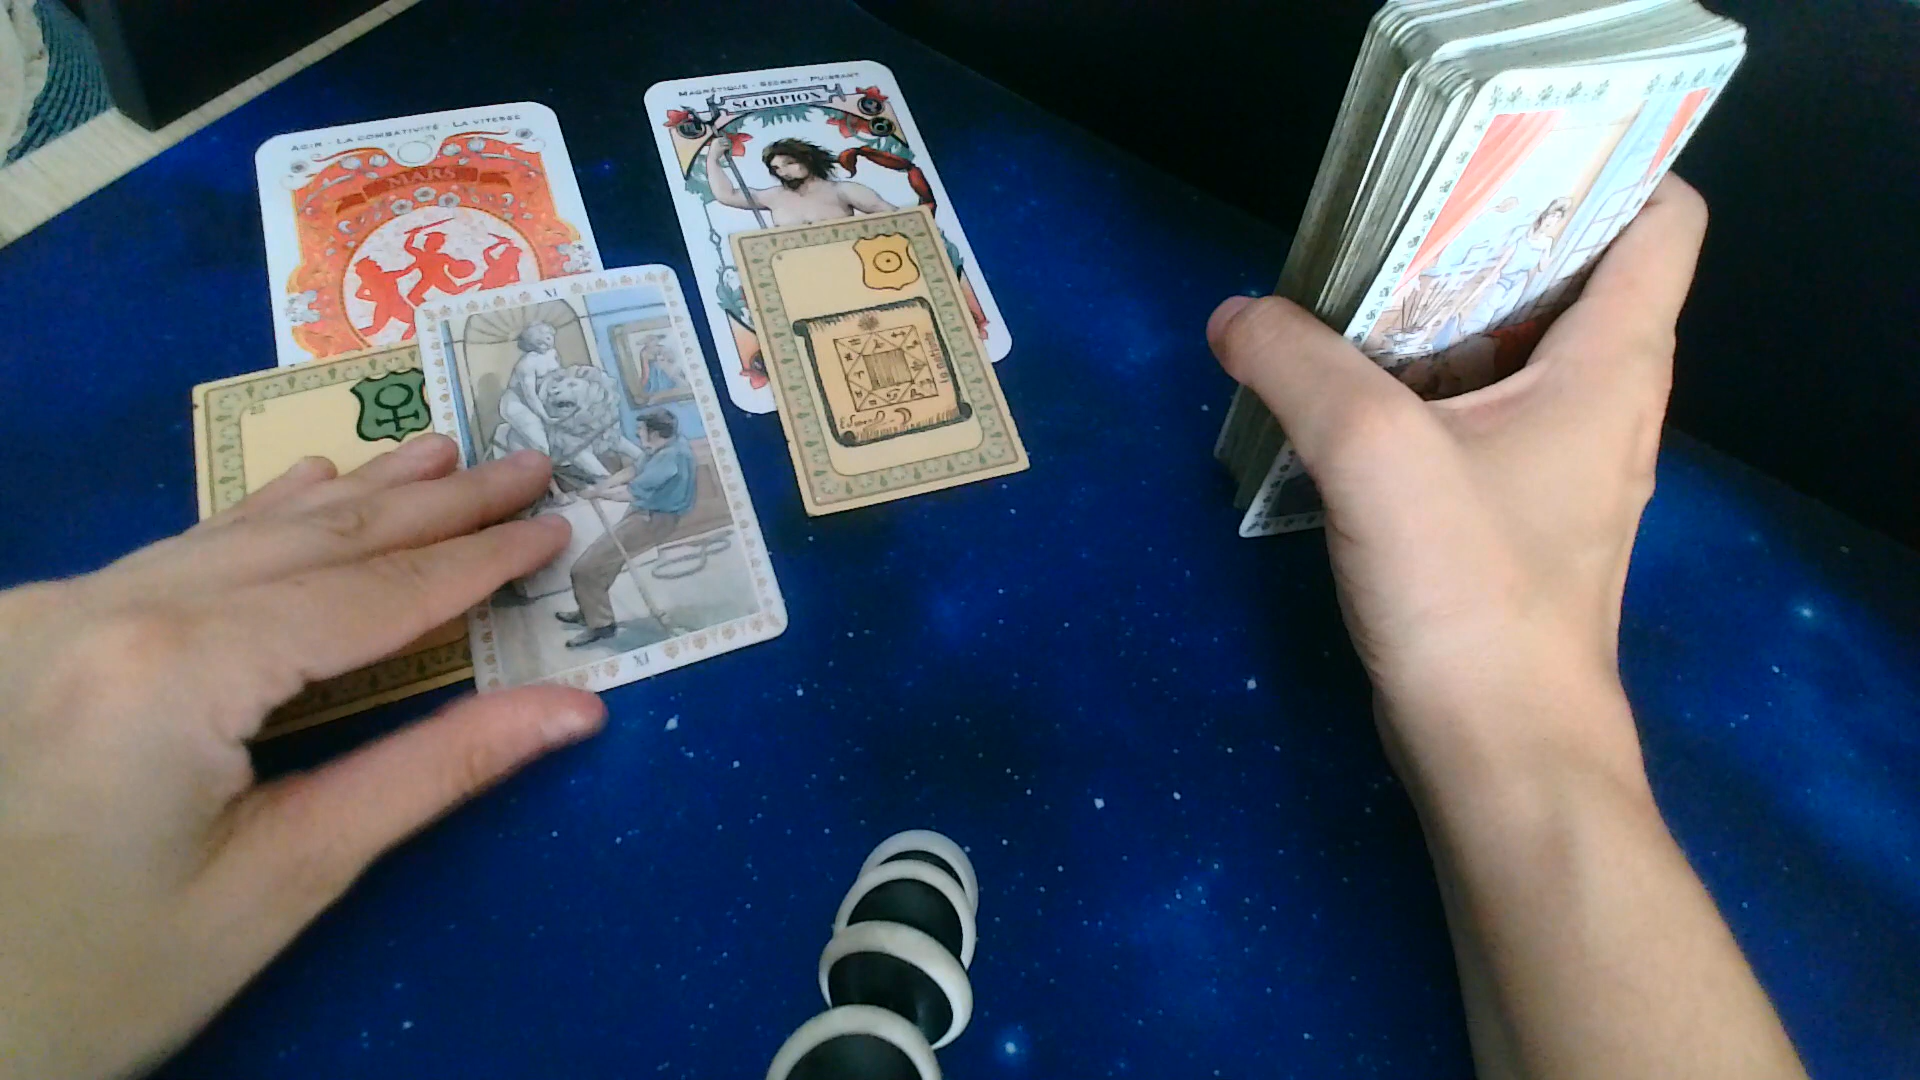 AGIR - LA COMBATIVITÉ - LA VITESSE
MARS
MAGNÉTIQUE - SECRET - PUISSANT
SCORPION
XI
XI